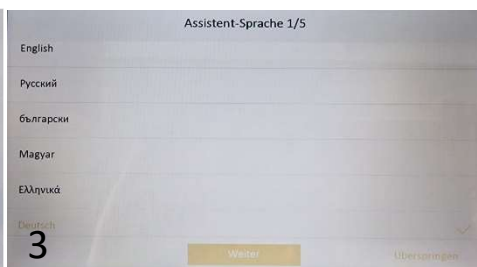 Assistent-Sprache 1/5
English
Русский
български
Magyar
Ελληνικά
Deutsch
3
Weiter
Überspringen